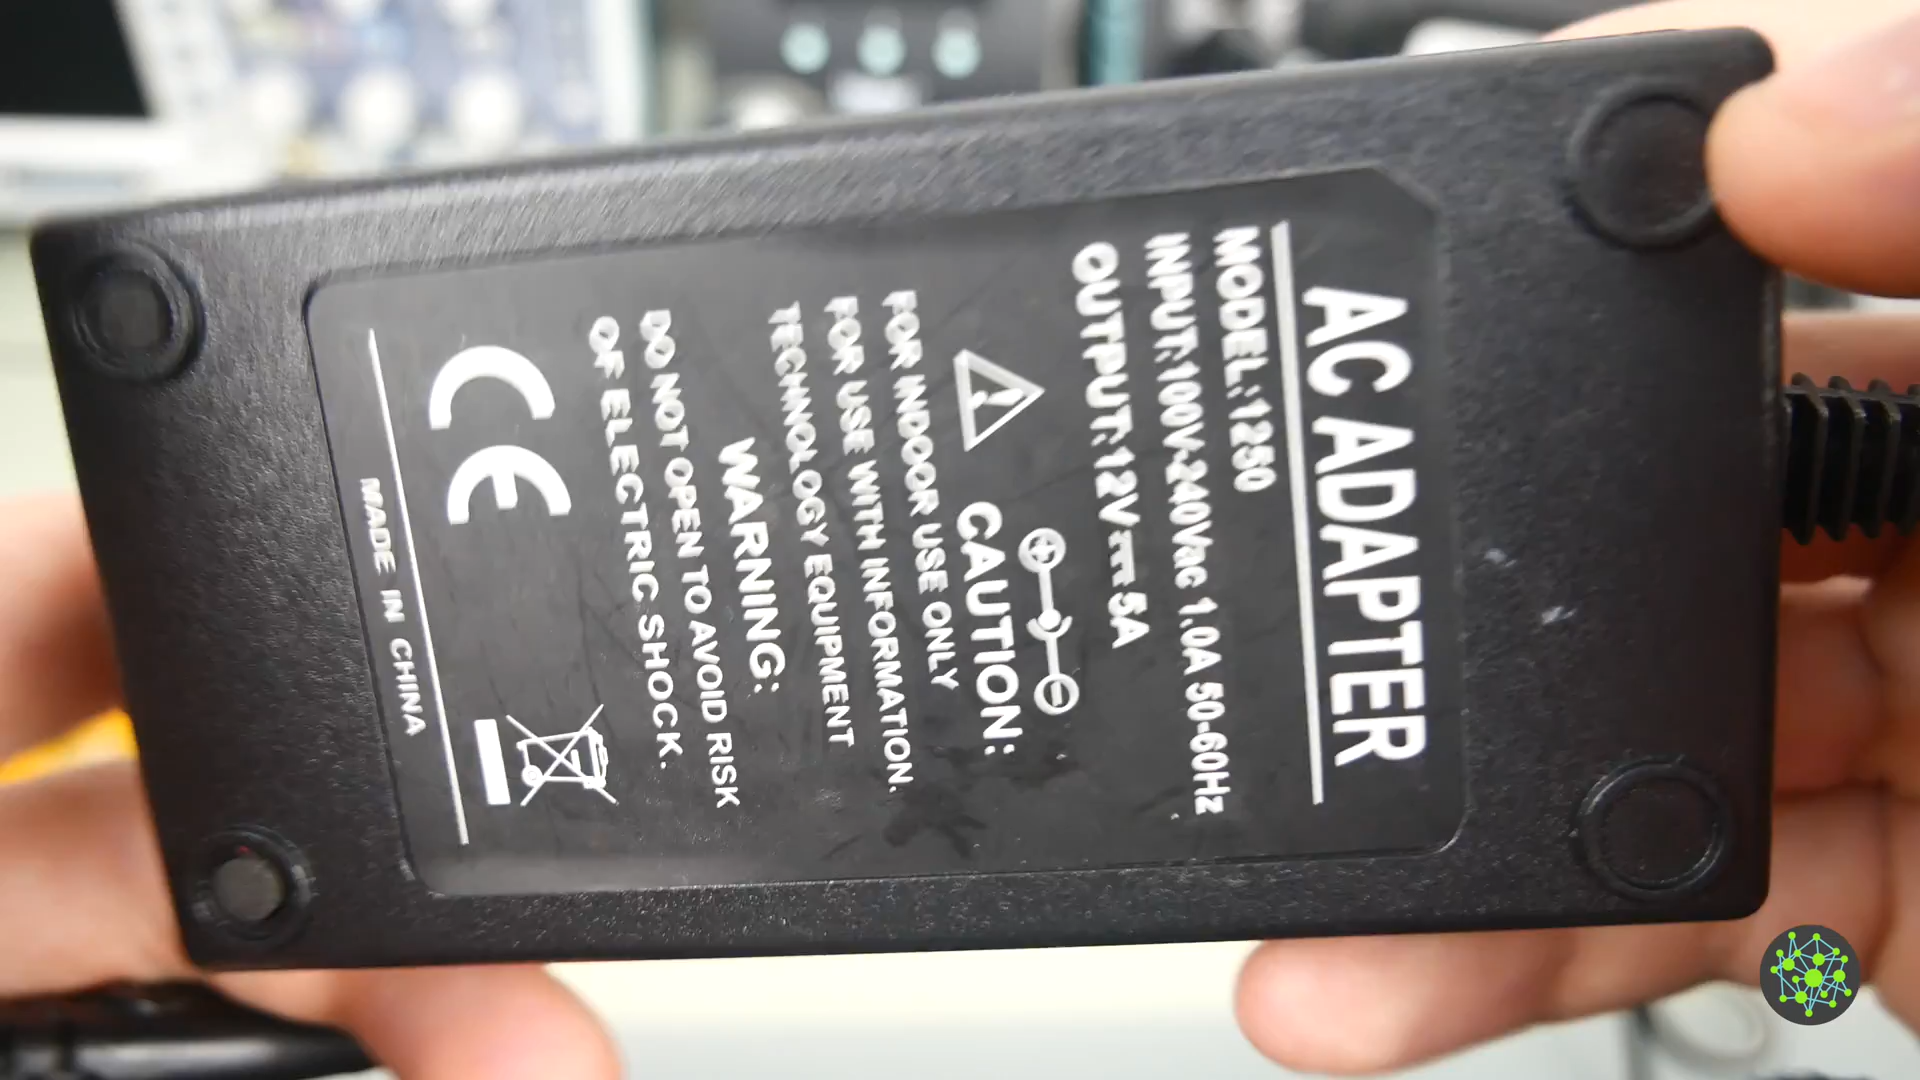 AC ADAPTER
MODEL:1250
INPUT:100V-240Vac 1.0A 50-60Hz
OUTPUT:12V⎓5A
CAUTION:
FOR INDOOR USE ONLY
FOR USE WITH INFORMATION.
TECHNOLOGY EQUIPMENT
WARNING:
DO NOT OPEN TO AVOID RISK
OF ELECTRIC SHOCK.
CE
MADE IN CHINA